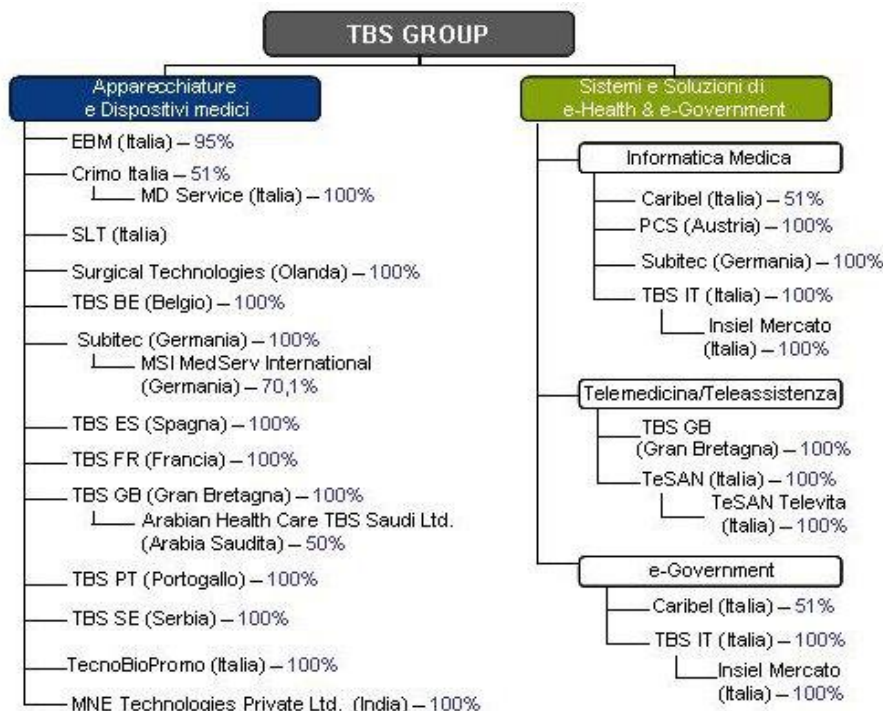 TBS GROUP
Apparecchiature
e Dispositivi medici
EBM (Italia) – 95%
Crimo Italia – 51%
MD Service (Italia) – 100%
SLT (Italia)
Surgical Technologies (Olanda) – 100%
TBS BE (Belgio) – 100%
Subitec (Germania) – 100%
MSI MedServ International
(Germania) – 70,1%
TBS ES (Spagna) – 100%
TBS FR (Francia) – 100%
TBS GB (Gran Bretagna) – 100%
Arabian Health Care TBS Saudi Ltd.
(Arabia Saudita) – 50%
TBS PT (Portogallo) – 100%
TBS SE (Serbia) – 100%
TecnoBioPromo (Italia) – 100%
MNE Technologies Private Ltd. (India) – 100%
Sistemi e Soluzioni di
e-Health & e-Government
Informatica Medica
Caribel (Italia) – 51%
PCS (Austria) – 100%
Subitec (Germania) – 100%
TBS IT (Italia) – 100%
Insiel Mercato
(Italia) – 100%
Telemedicina/Teleassistenza
TBS GB
(Gran Bretagna) – 100%
TeSAN (Italia) – 100%
TeSAN Televita
(Italia) – 100%
e-Government
Caribel (Italia) – 51%
TBS IT (Italia) – 100%
Insiel Mercato
(Italia) – 100%